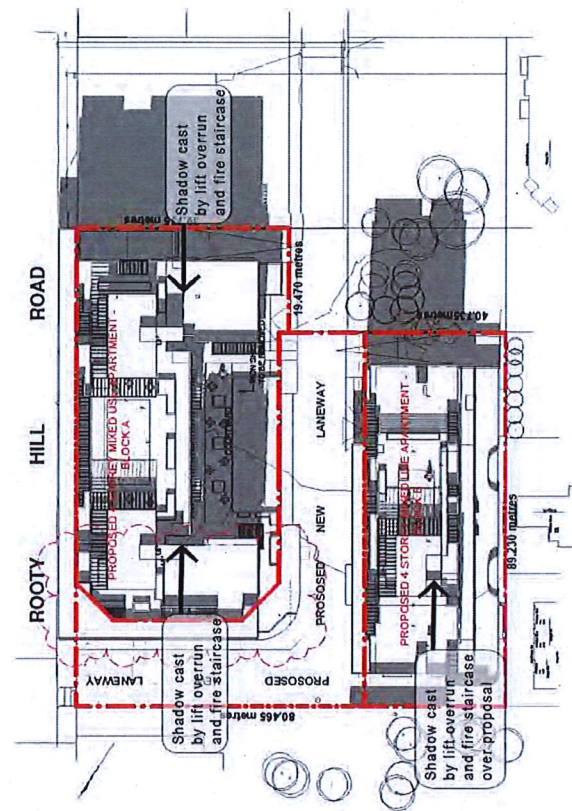 ROOTY HILL ROAD
Shadow cast
by lift overrun
and fire staircase
Shadow cast
by lift overrun
and fire staircase
PROPOSED
STOREY MIXED USE APARTMENT -
BLOCK A
metres
19.470 metres
LANEWAY
PROSOSED
PROSOSED NEW LANEWAY
80.465 metres
40.735metres
PROPOSED 4 STOREY MIXED USE APARTMENT -
89.230 metres
Shadow cast
by lift overrun
and fire staircase
over proposal